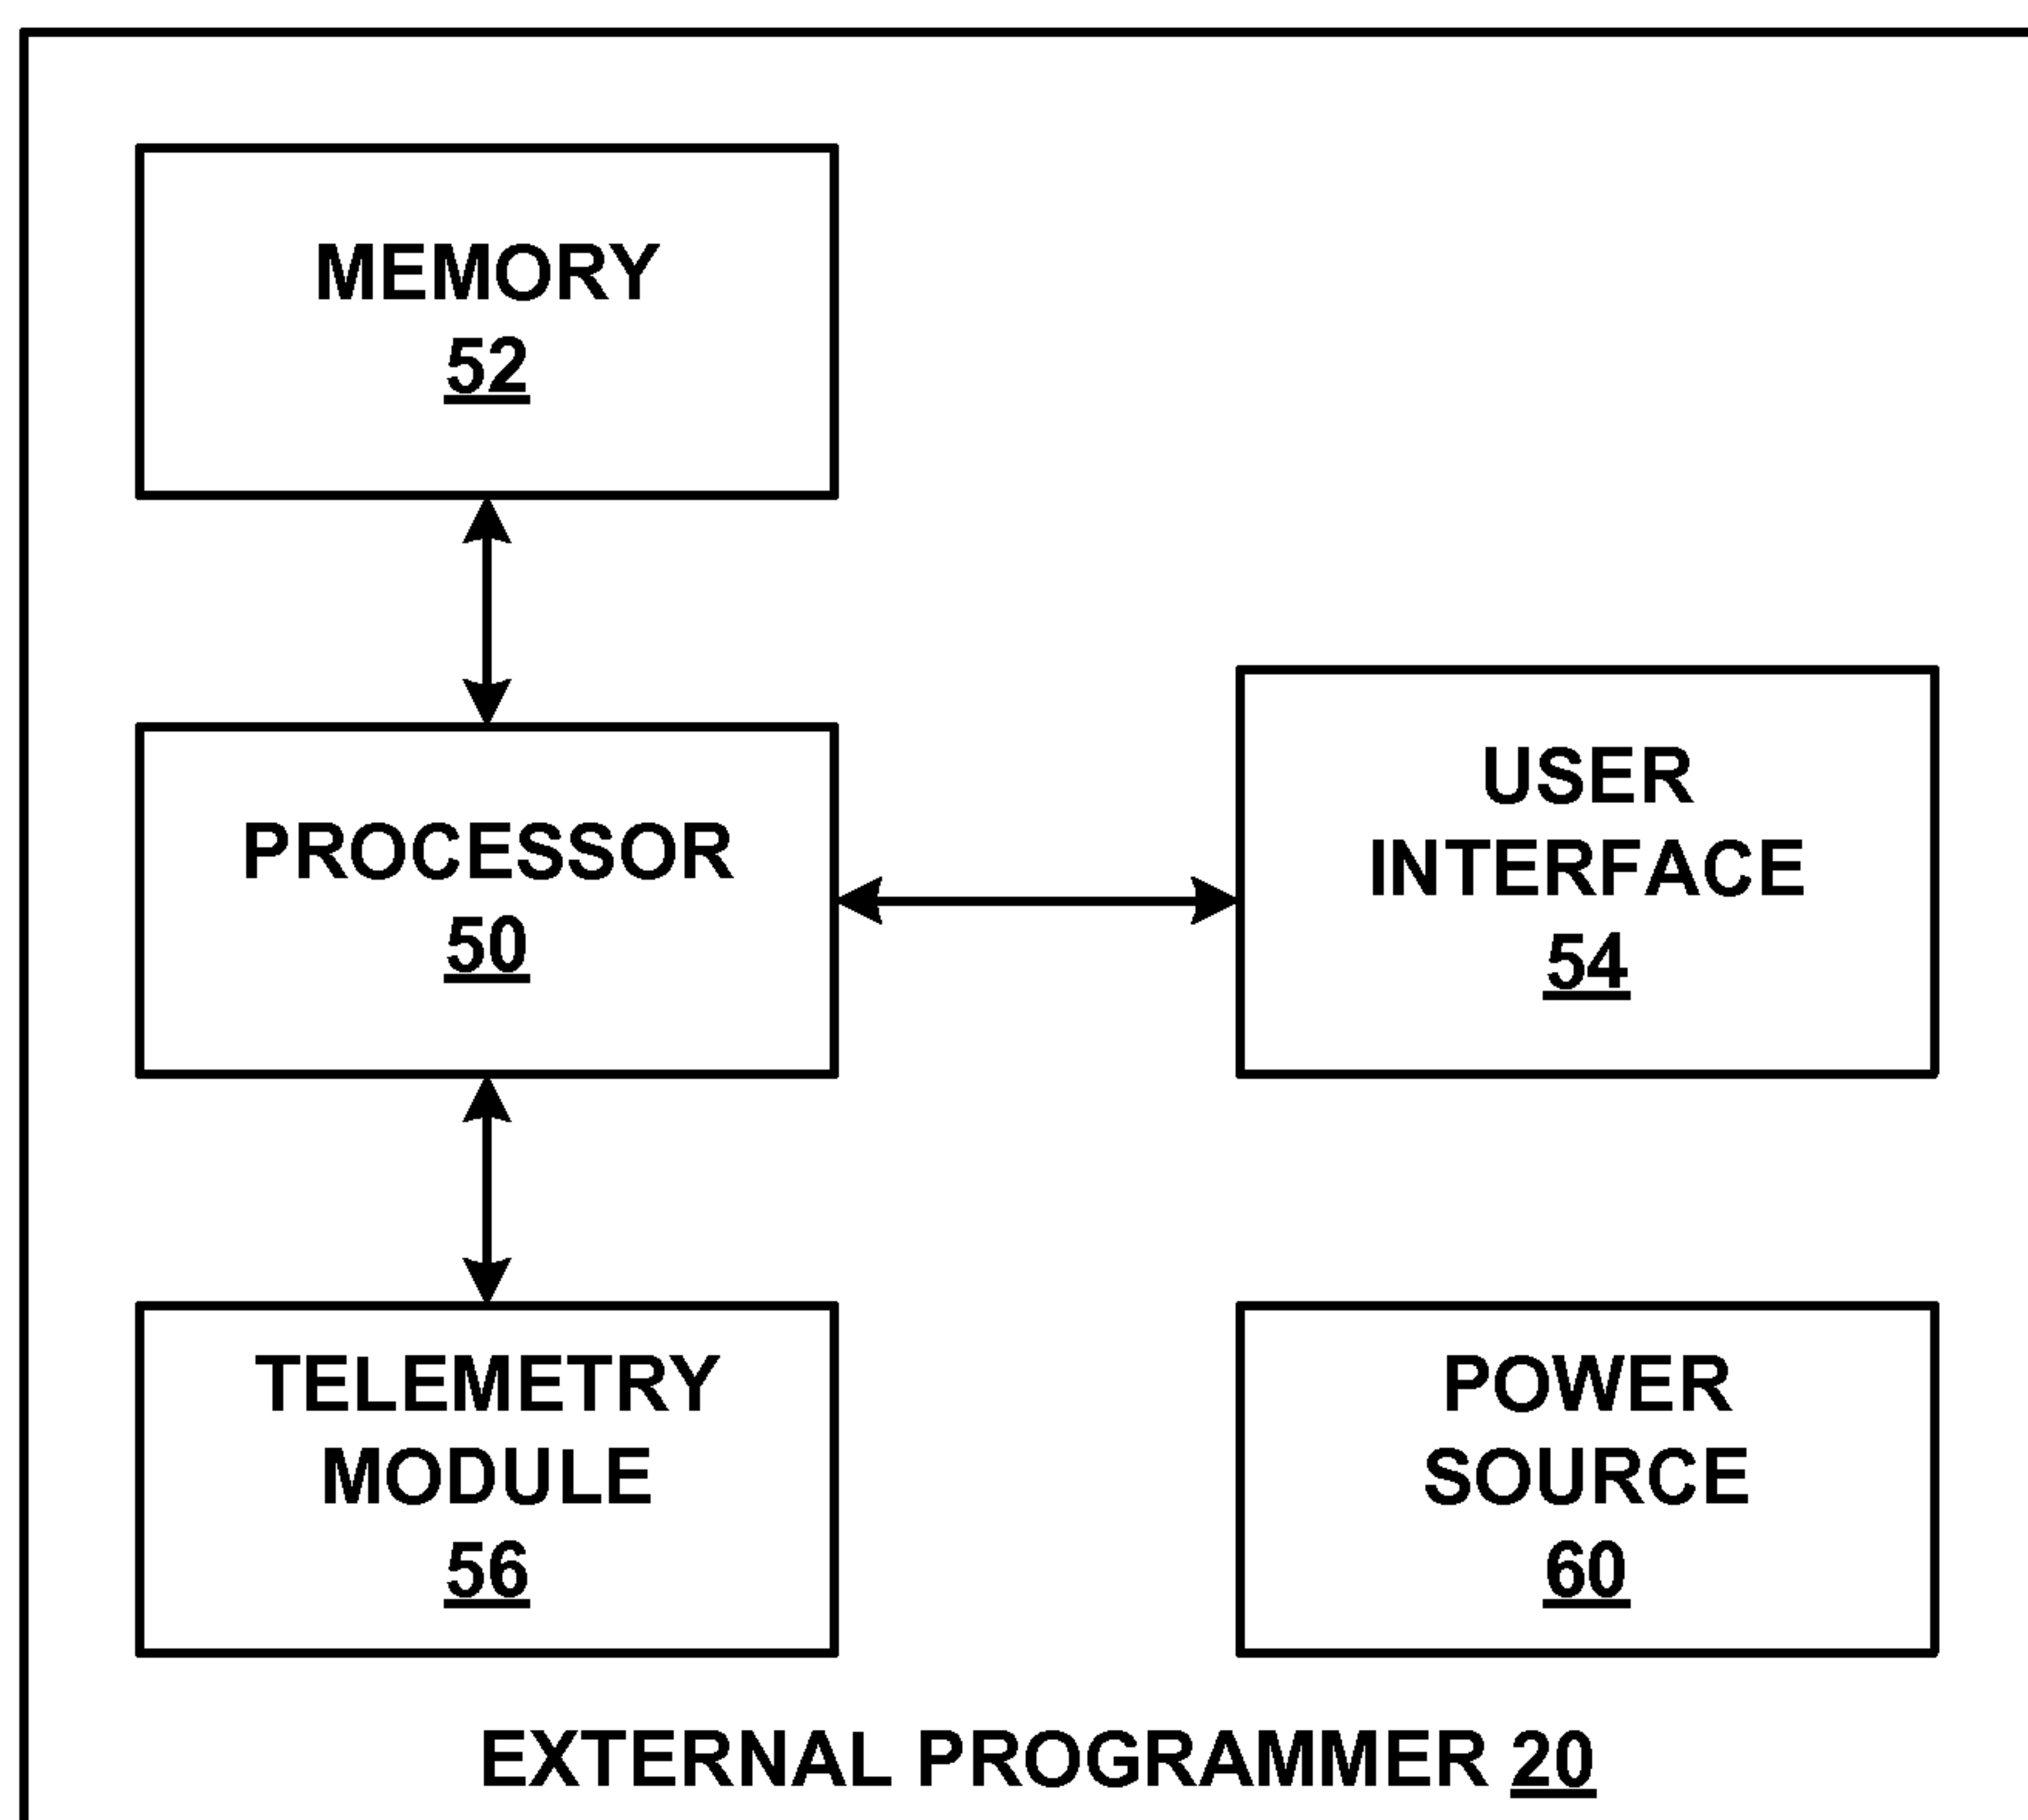 MEMORY
52
PROCESSOR
50
USER
INTERFACE
54
TELEMETRY
MODULE
56
POWER
SOURCE
60
EXTERNAL PROGRAMMER 20